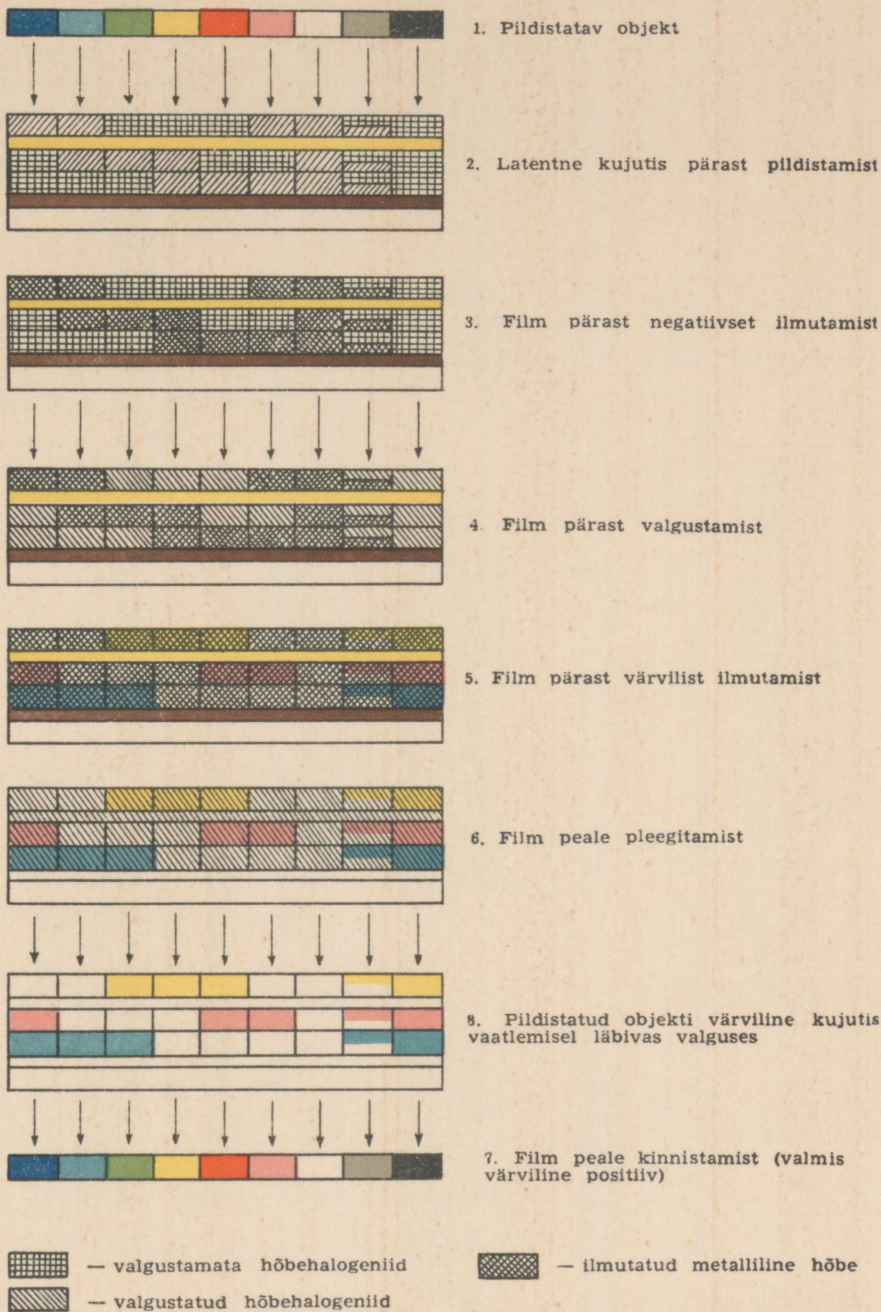 1. Pildistatav objekt
2. Latentne kujutis pärast pildistamist
3. Film pärast negatiivset ilmutamist
4 Film pärast valgustamist
5. Film pärast värvilist ilmutamist
6. Film peale pleegitamist
8. Pildistatud objekti värviline kujutis
vaatlemisel läbivas valguses
7. Film peale kinnistamist (valmis
värviline positiiv)
— valgustamata hõbehalogeniid
— ilmutatud metalliline hõbe
— valgustatud hõbehalogeniid